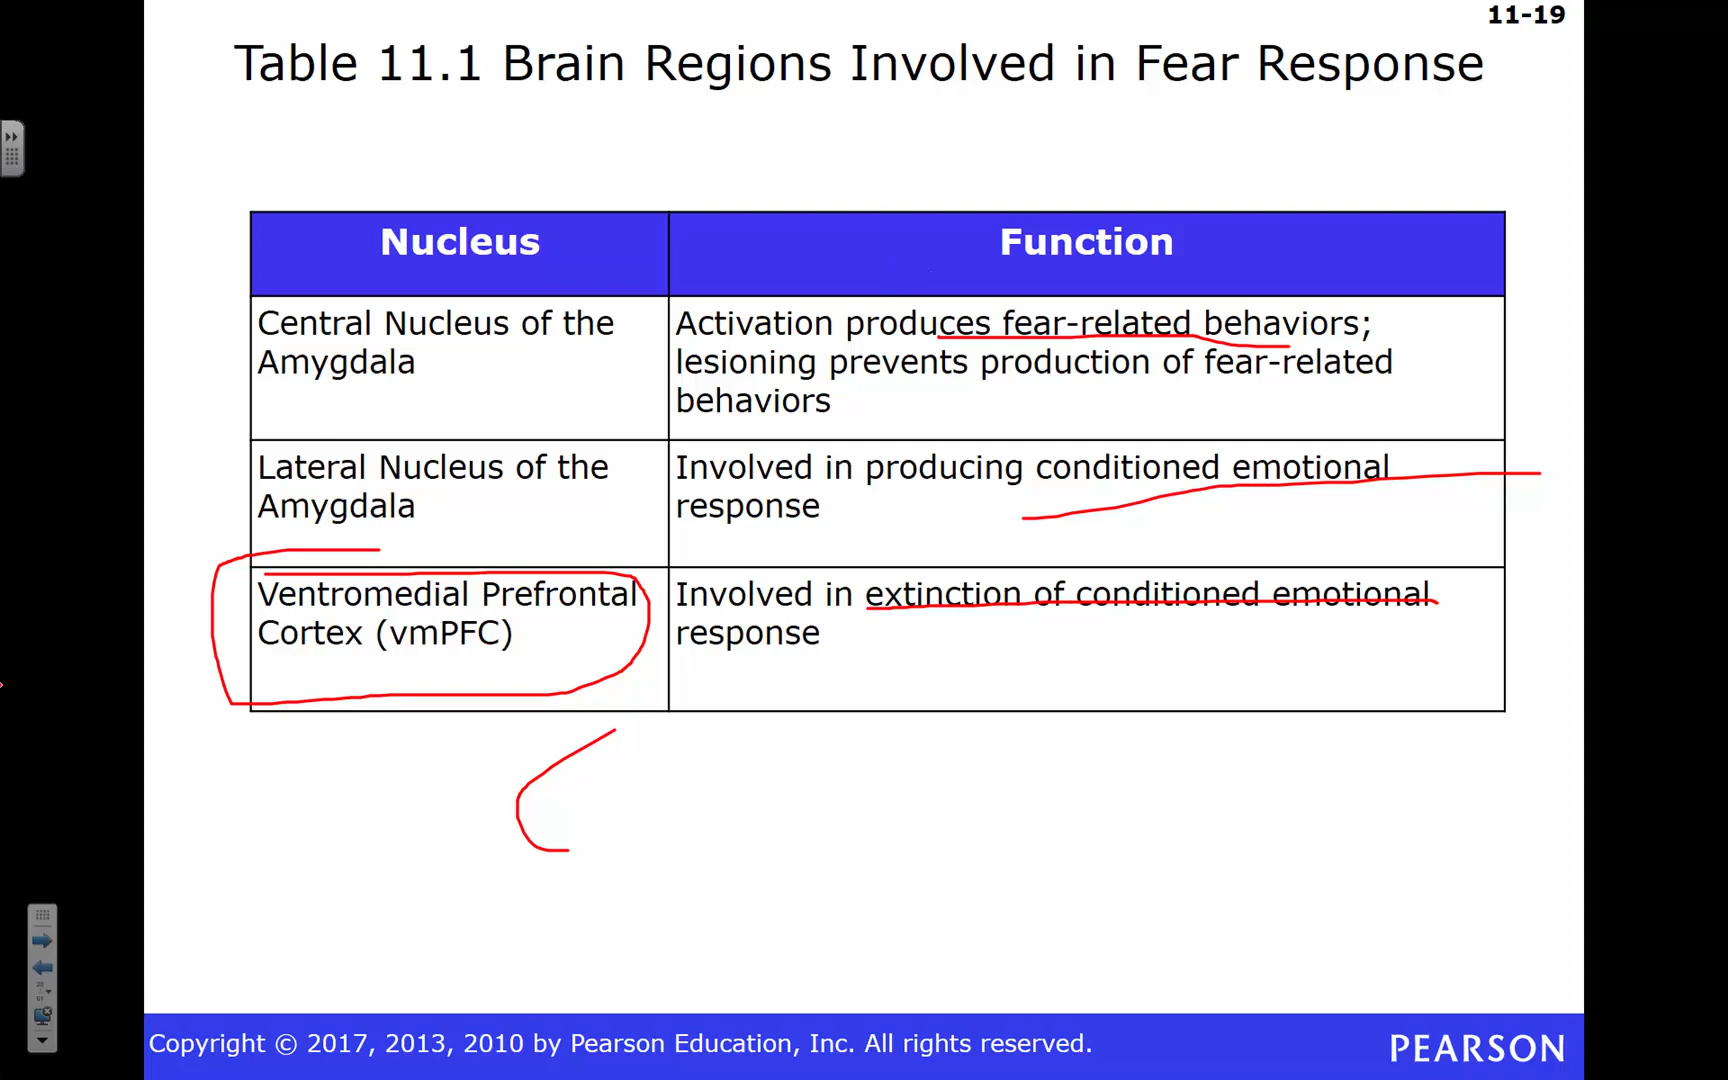 11-19
Table 11.1 Brain Regions Involved in Fear Response
Nucleus
Function
Central Nucleus of the
Amygdala
Activation produces fear-related behaviors;
lesioning prevents production of fear-related
behaviors
Lateral Nucleus of the
Amygdala
Involved in producing conditioned emotional
response
Ventromedial Prefrontal
Cortex (vmPFC)
Involved in extinction of conditioned emotional
response
Copyright © 2017, 2013, 2010 by Pearson Education, Inc. All rights reserved.
PEARSON